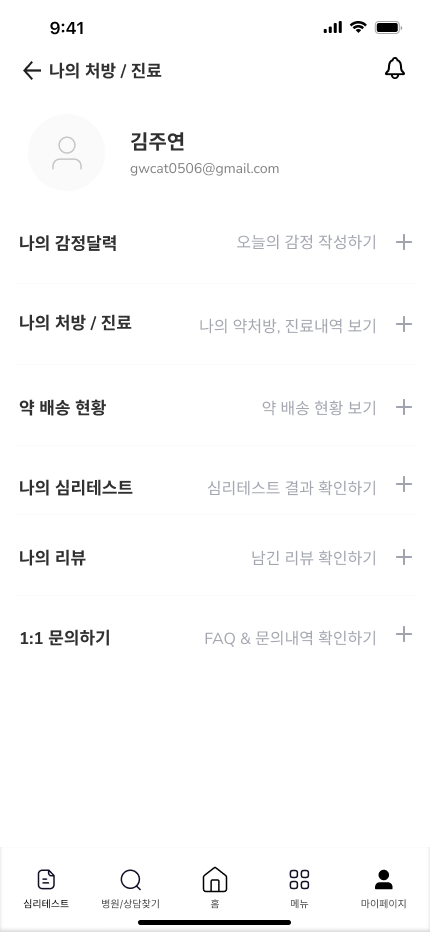 9:41
나의 처방 / 진료
김주연
gwcat0506@gmail.com
나의 감정달력 오늘의 감정 작성하기
나의 처방 / 진료 나의 약처방, 진료내역 보기
약 배송 현황 약 배송 현황 보기
나의 심리테스트 심리테스트 결과 확인하기
나의 리뷰 남긴 리뷰 확인하기
1:1 문의하기 FAQ & 문의내역 확인하기
심리테스트 병원/상담찾기 홈 메뉴 마이페이지